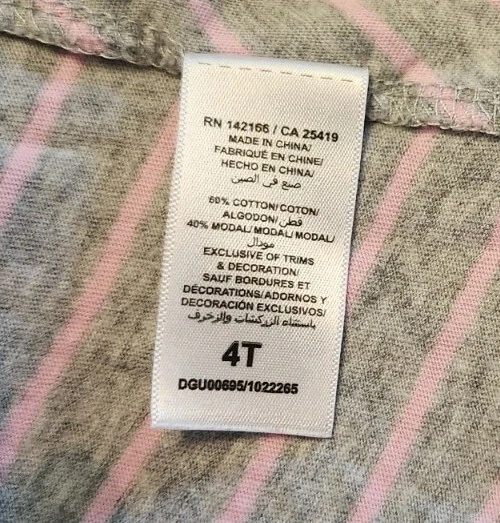 RN 142166 / CA 25419
MADE IN CHINA/
FABRIQUÉ EN CHINE/
HECHO EN CHINA/
صنع في الصين
60% COTTON/COTON/
ALGODON/قطن
40% MODAL/MODAL/MODAL/
مودال
EXCLUSIVE OF TRIMS
& DECORATION/
SAUF BORDURES ET
DÉCORATIONS/ADORNOS Y
DECORACIÓN EXCLUSIVOS/
باستثناء الزركشات والزخرف
4T
DGU00695/1022265